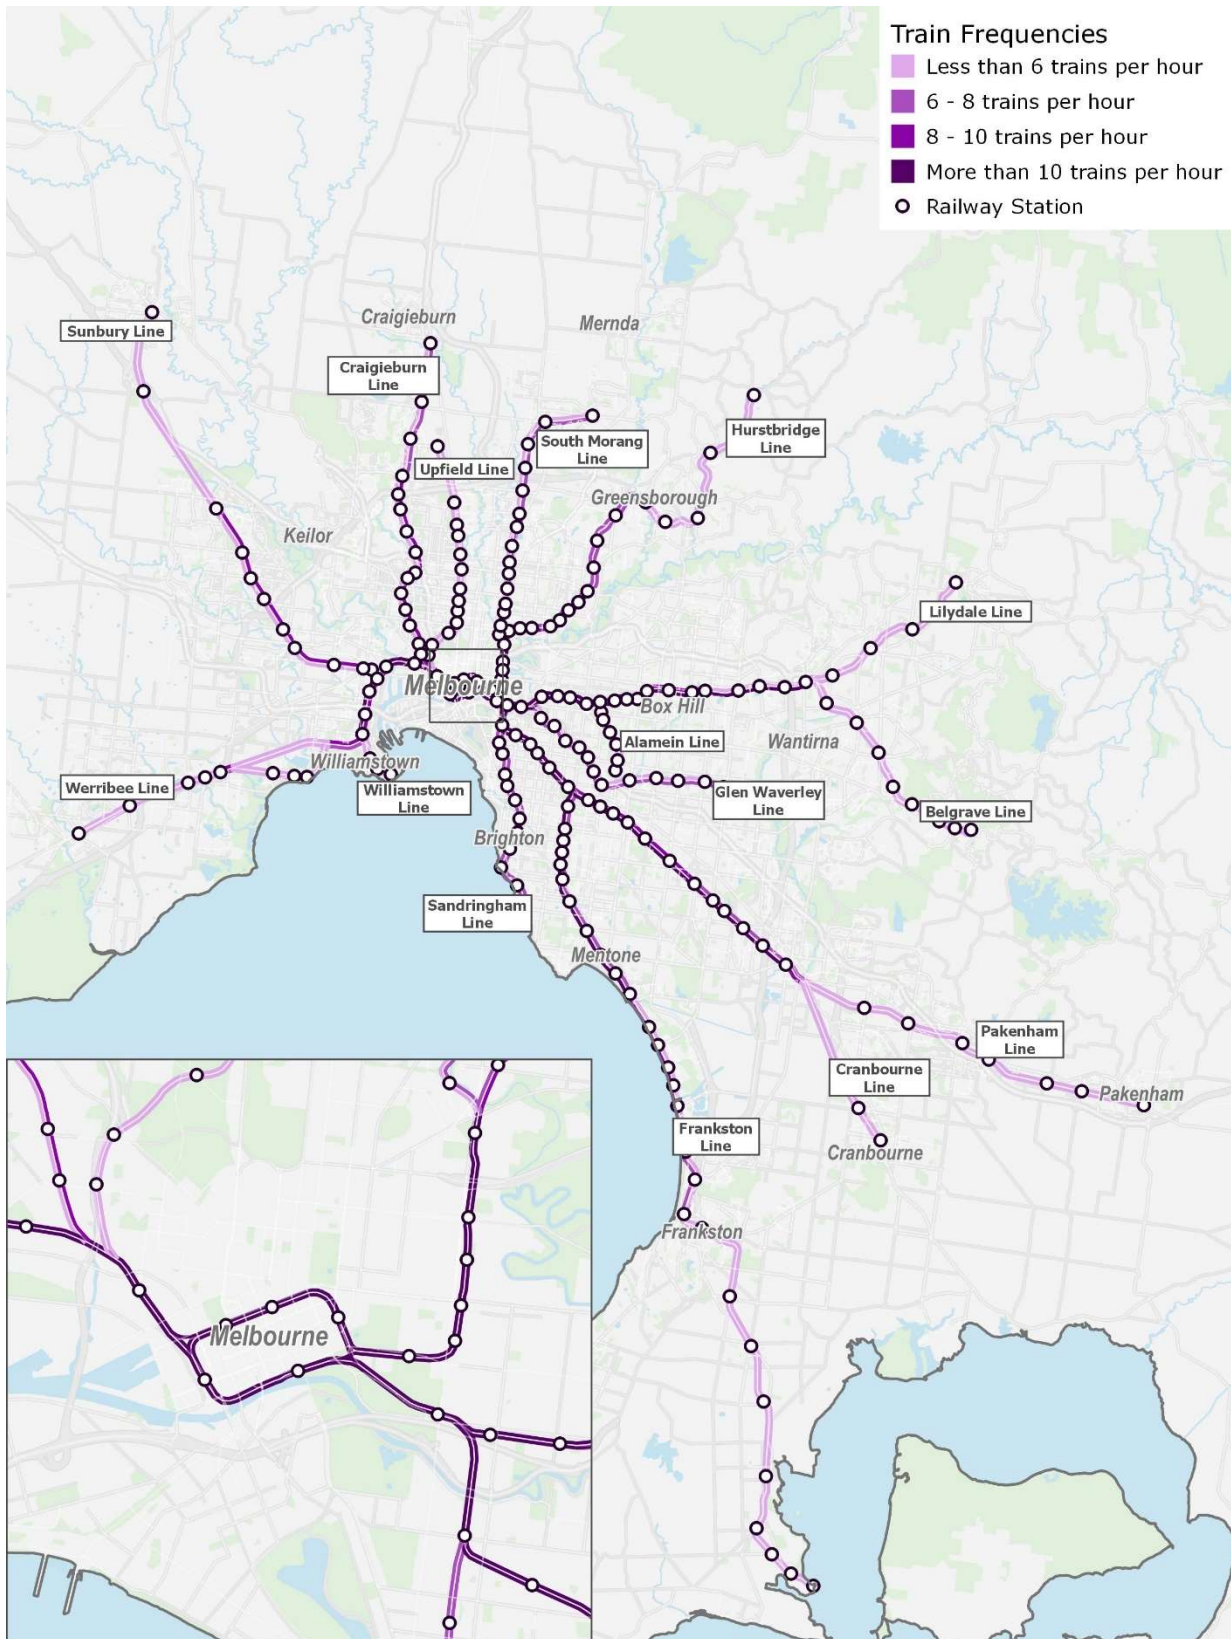 Train Frequencies
Less than 6 trains per hour
6 - 8 trains per hour
8 - 10 trains per hour
More than 10 trains per hour
Railway Station
Sunbury Line
Craigieburn
Mernda
Craigieburn
Line
South Morang
Line
Hurstbridge
Line
Upfield Line
Greensborough
Keilor
Lilydale Line
Melbourne
Box Hill
Alamein Line
Wantirna
Williamstown
Werribee Line
Williamstown
Line
Glen Waverley
Line
Belgrave Line
Brighton
Sandringham
Line
Mentone
Pakenham
Line
Cranbourne
Line
Pakenham
Frankston
Line
Cranbourne
Frankston
Melbourne